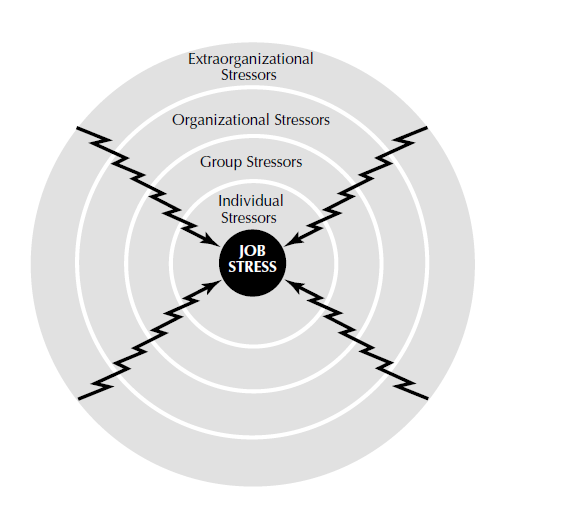 Extraorganizational
Stressors
Organizational Stressors
Group Stressors
Individual
Stressors
JOB
STRESS